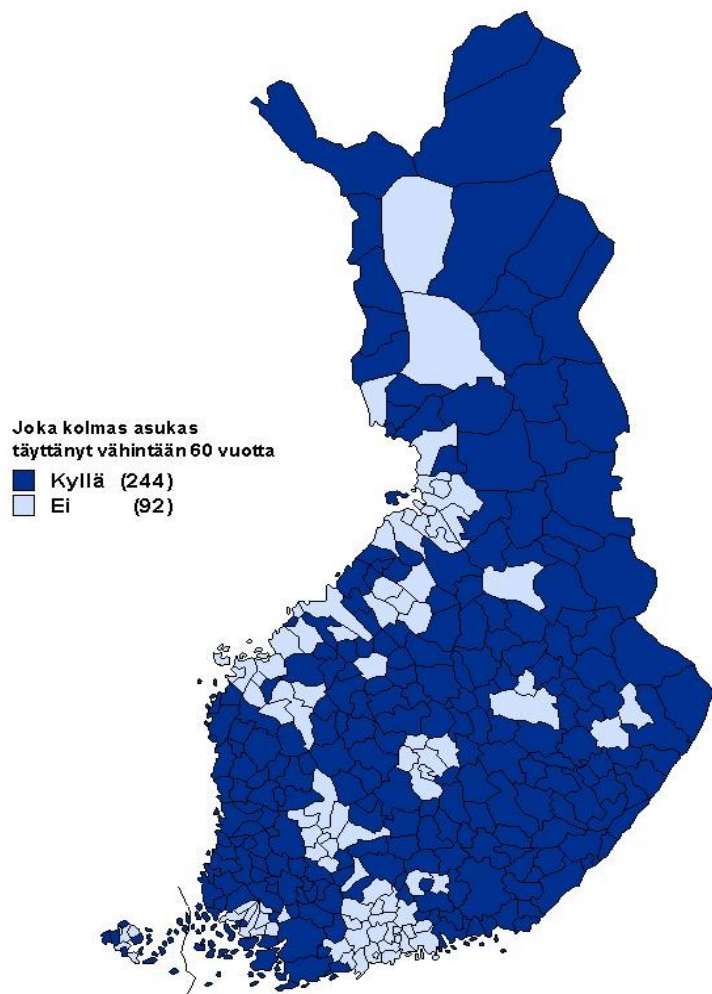 Joka kolmas asukas
täyttänyt vähintään 60 vuotta
Kyllä (244)
Ei (92)